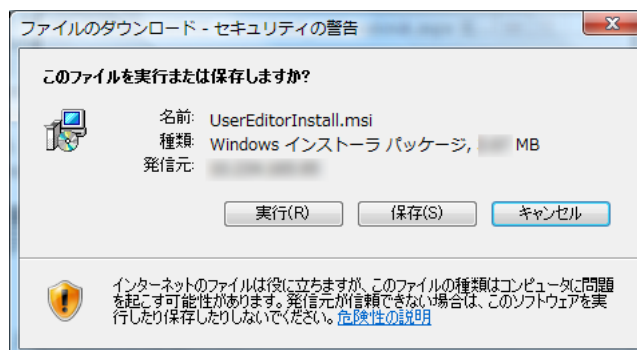 ファイルのダウンロード - セキュリティの警告
このファイルを実行または保存しますか?
名前: UserEditorInstall.msi
種類: Windows インストーラ パッケージ, MB
発信元:
実行(R) 保存(S) キャンセル
インターネットのファイルは役に立ちますが、このファイルの種類はコンピュータに問題
を起こす可能性があります。発信元が信頼できない場合は、このソフトウェアを実
行したり保存したりしないでください。危険性の説明